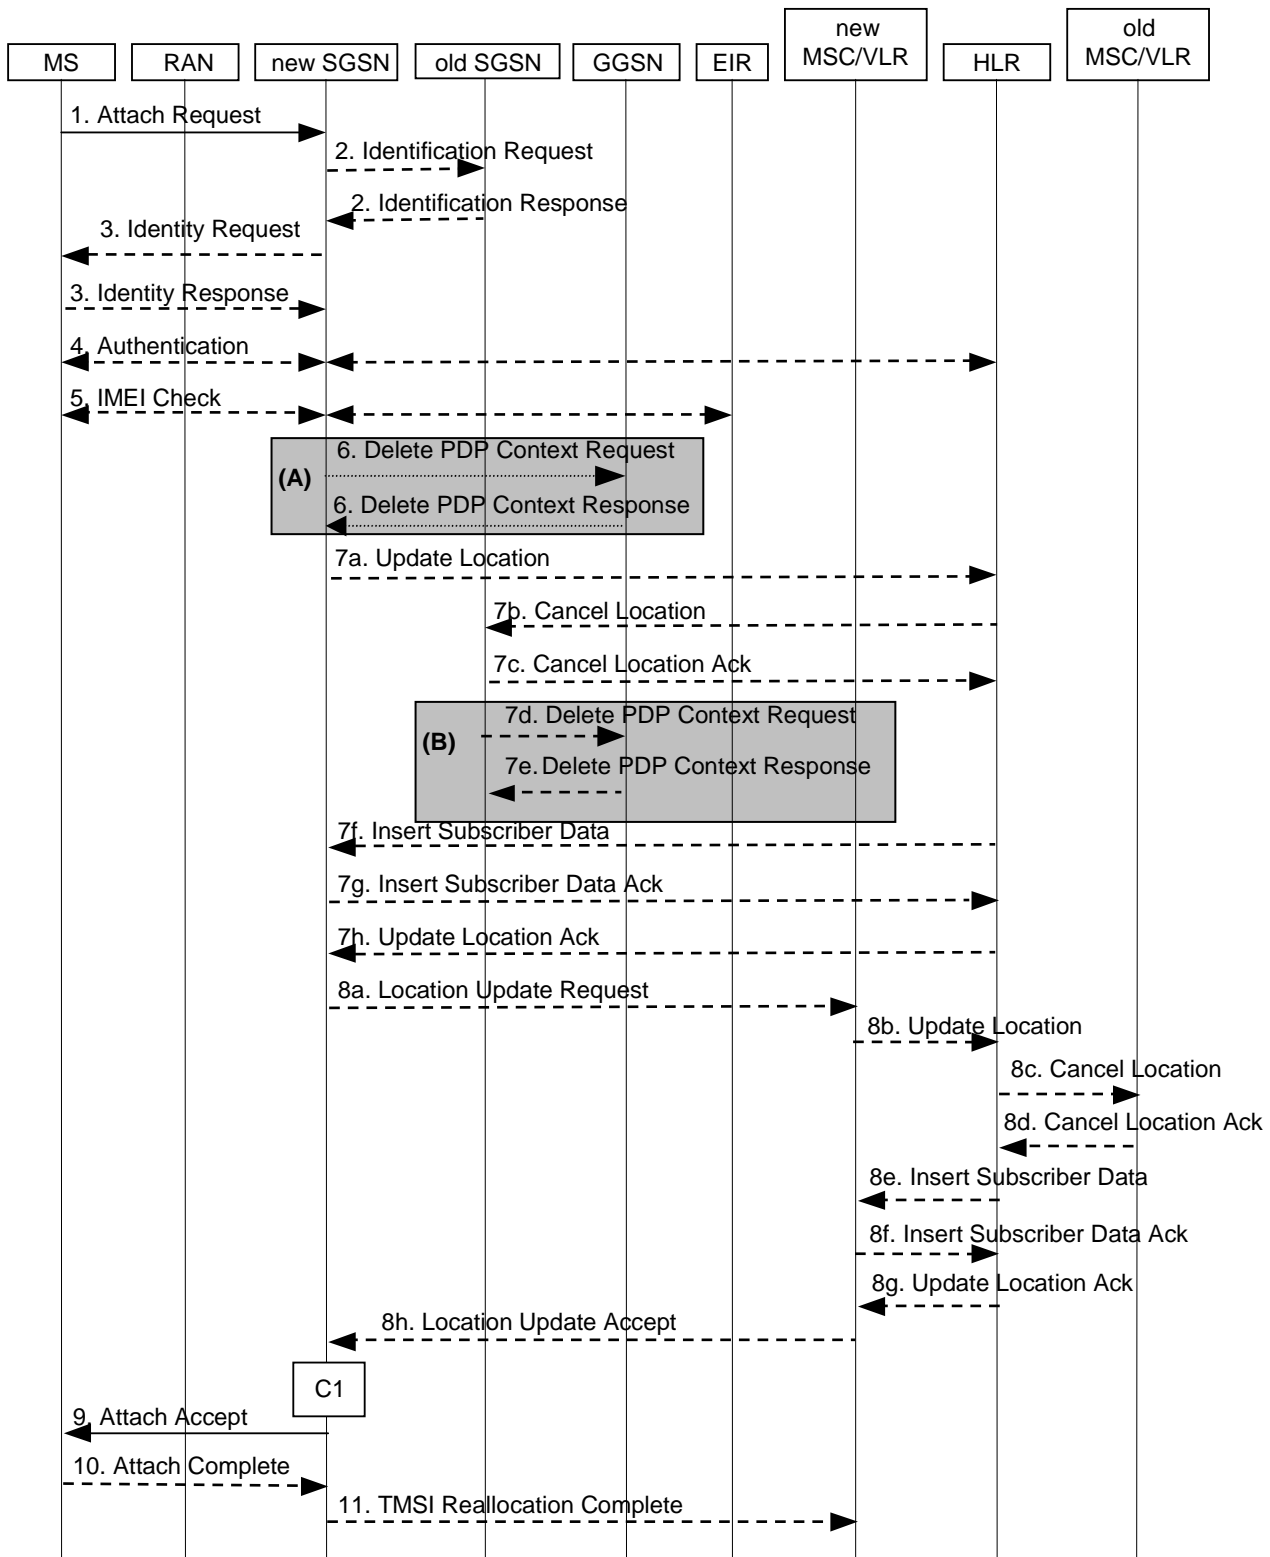 new
MSC/VLR
old
MSC/VLR
MS
RAN
new SGSN
old SGSN
GGSN
EIR
HLR
1. Attach Request
2. Identification Request
2. Identification Response
3. Identity Request
3. Identity Response
4. Authentication
5. IMEI Check
6. Delete PDP Context Request
(A)
6. Delete PDP Context Response
7a. Update Location
7b. Cancel Location
7c. Cancel Location Ack
7d. Delete PDP Context Request
(B)
7e. Delete PDP Context Response
7f. Insert Subscriber Data
7g. Insert Subscriber Data Ack
7h. Update Location Ack
8a. Location Update Request
8b. Update Location
8c. Cancel Location
8d. Cancel Location Ack
8e. Insert Subscriber Data
8f. Insert Subscriber Data Ack
8g. Update Location Ack
8h. Location Update Accept
C1
9. Attach Accept
10. Attach Complete
11. TMSI Reallocation Complete